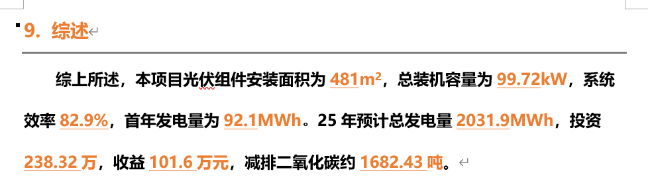 9. 综述
综上所述，本项目光伏组件安装面积为 481m²，总装机容量为 99.72kW，系统
效率 82.9%，首年发电量为 92.1MWh。25 年预计总发电量 2031.9MWh，投资
238.32 万，收益 101.6 万元，减排二氧化碳约 1682.43 吨。